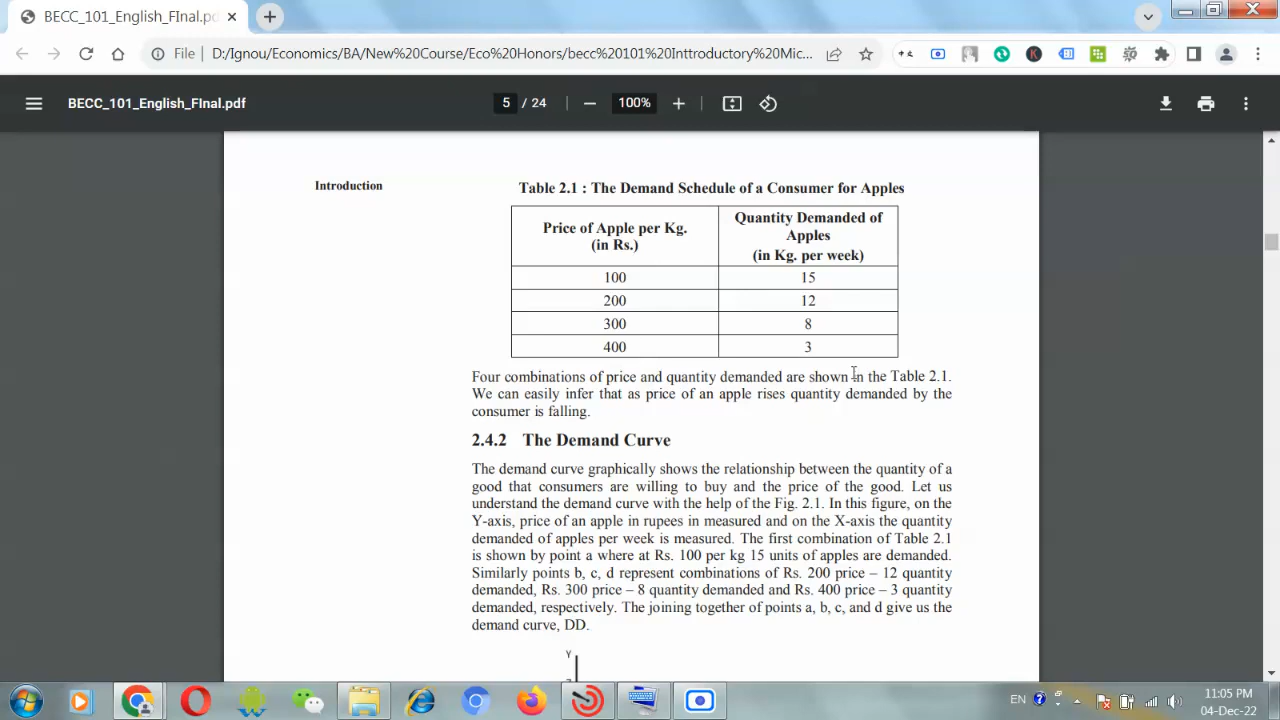 BECC_101_English_FInal.pd
File
D:/Ignou/Economics/BA/New%20Course/Eco%20Honors/becc%20101%20Inttroductory%20Mic...
BECC_101_English_FInal.pdf
5 / 24
100%
Introduction
Table 2.1 : The Demand Schedule of a Consumer for Apples
Price of Apple per Kg.
(in Rs.)
Quantity Demanded of
Apples
(in Kg. per week)
100 15
200 12
300 8
400 3
Four combinations of price and quantity demanded are shown in the Table 2.1.
We can easily infer that as price of an apple rises quantity demanded by the
consumer is falling.
2.4.2 The Demand Curve
The demand curve graphically shows the relationship between the quantity of a
good that consumers are willing to buy and the price of the good. Let us
understand the demand curve with the help of the Fig. 2.1. In this figure, on the
Y-axis, price of an apple in rupees in measured and on the X-axis the quantity
demanded of apples per week is measured. The first combination of Table 2.1
is shown by point a where at Rs. 100 per kg 15 units of apples are demanded.
Similarly points b, c, d represent combinations of Rs. 200 price – 12 quantity
demanded, Rs. 300 price – 8 quantity demanded and Rs. 400 price – 3 quantity
demanded, respectively. The joining together of points a, b, c, and d give us the
demand curve, DD.
Y
EN
11:05 PM
04-Dec-22